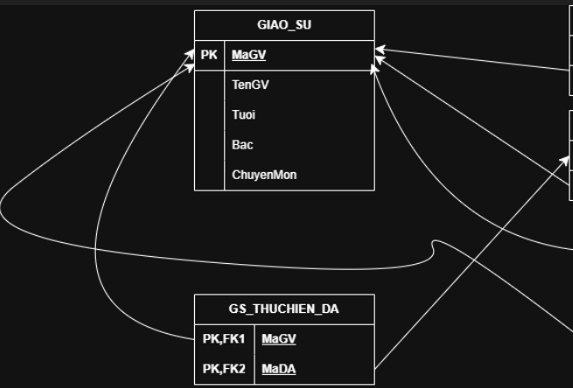 GIAO_SU
PK MaGV
TenGV
Tuoi
Bac
ChuyenMon
GS_THUCHIEN_DA
PK,FK1 MaGV
PK,FK2 MaDA